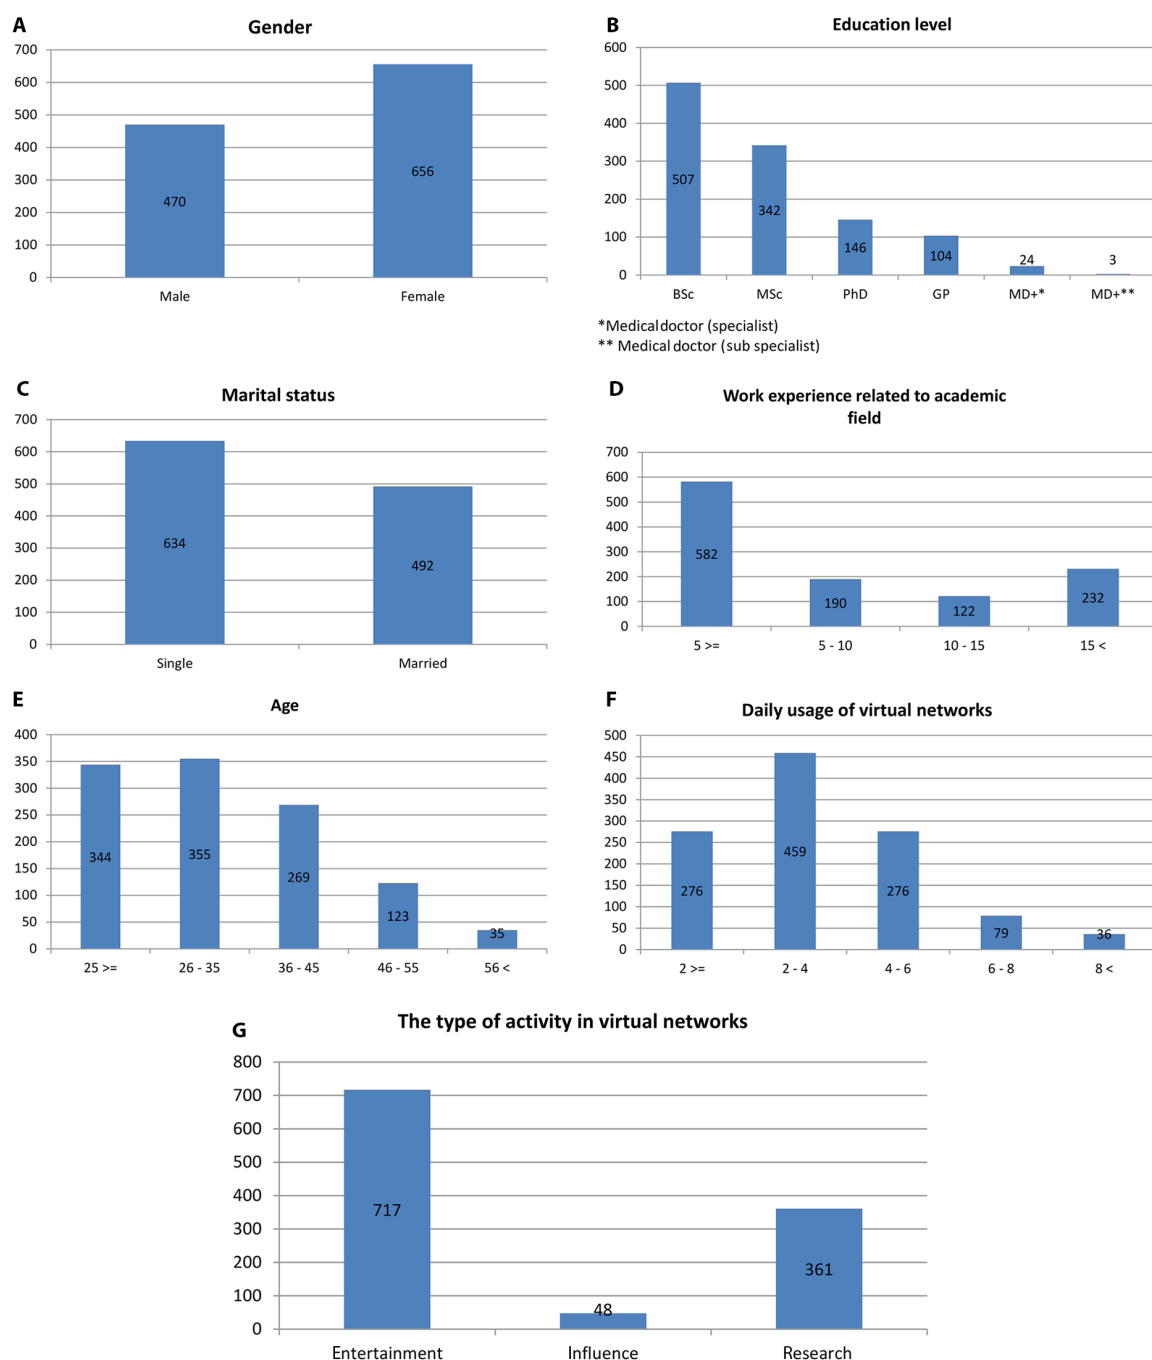 A
Gender
700
600
500
400
300
200
100
0
470
656
Male
Female
B
Education level
600
500
400
300
200
100
0
507
342
146
104
24
3
BSc
MSc
PhD
GP
MD+*
MD+**
*Medical doctor (specialist)
** Medical doctor (sub specialist)
C
Marital status
700
600
500
400
300
200
100
0
634
492
Single
Married
D
Work experience related to academic
field
700
600
500
400
300
200
100
0
582
190
122
232
5 >=
5 - 10
10 - 15
15 <
E
Age
400
350
300
250
200
150
100
50
0
344
355
269
123
35
25 >=
26 - 35
36 - 45
46 - 55
56 <
F
Daily usage of virtual networks
500
450
400
350
300
250
200
150
100
50
0
276
459
276
79
36
2 >=
2 - 4
4 - 6
6 - 8
8 <
G
The type of activity in virtual networks
800
700
600
500
400
300
200
100
0
717
48
361
Entertainment
Influence
Research